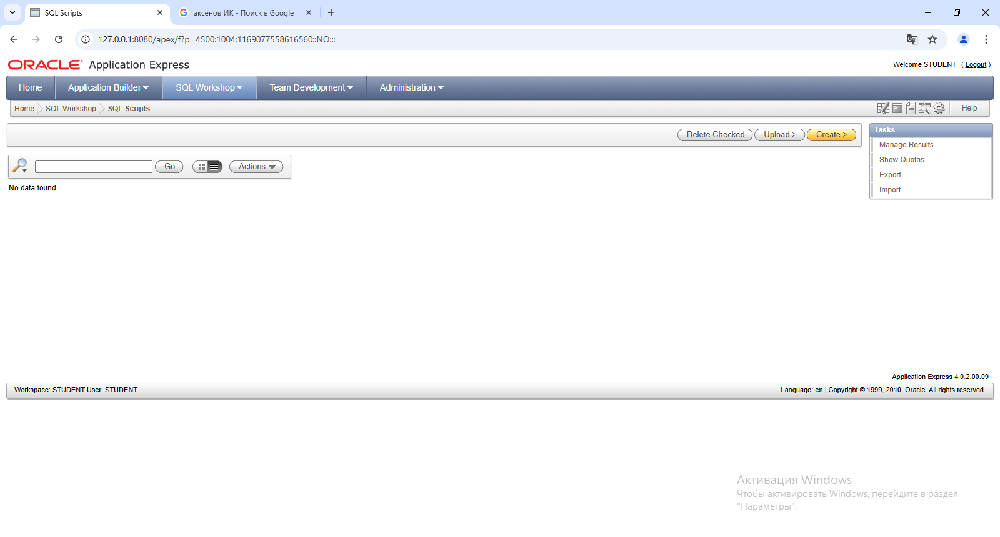 SQL Scripts
аксенов ИК - Поиск в Google
127.0.0.1:8080/apex/f?p=4500:1004:1169077558616560::NO:::
ORACLE Application Express
Welcome STUDENT ( Logout )
Home Application Builder SQL Workshop Team Development Administration
Home SQL Workshop SQL Scripts
Help
Delete Checked Upload > Create >
Tasks
Manage Results
Show Quotas
Export
Import
Go Actions
No data found.
Application Express 4.0.2.00.09
Workspace: STUDENT User: STUDENT
Language: en | Copyright © 1999, 2010, Oracle. All rights reserved.
Активация Windows
Чтобы активировать Windows, перейдите в раздел
"Параметры".